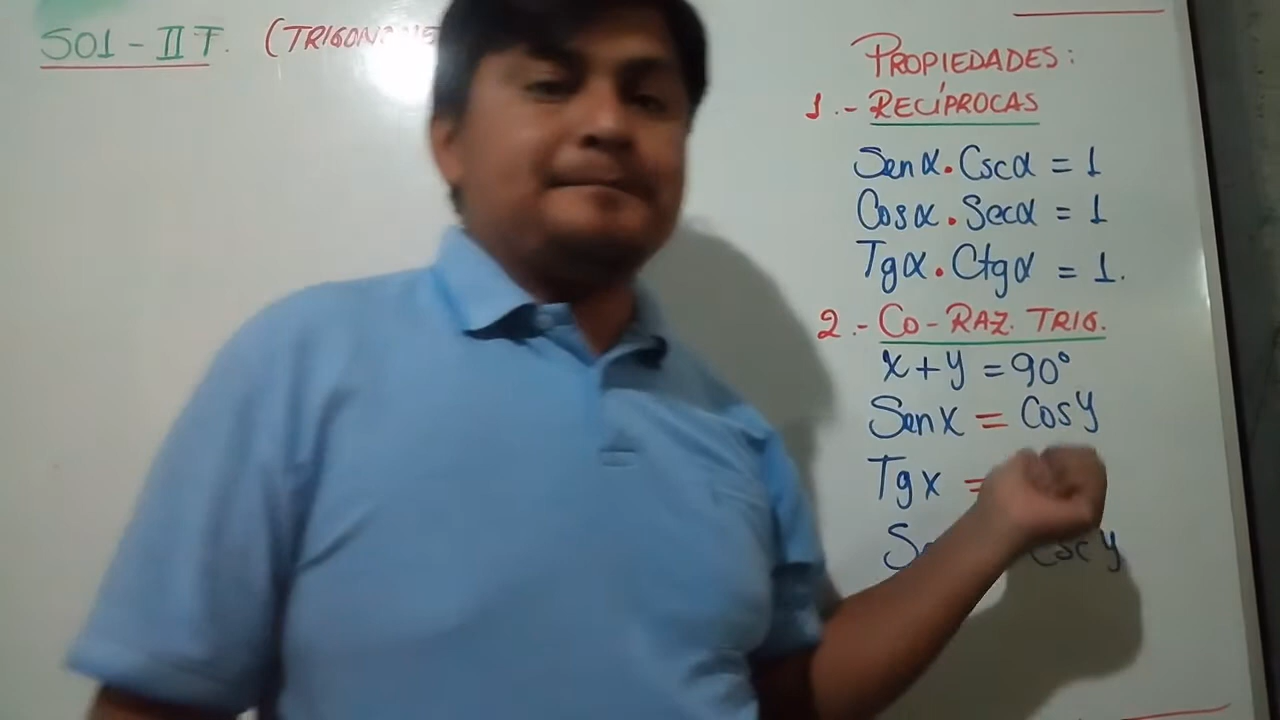 S01 - II T.
PROPIEDADES:
1.- RECÍPROCAS
Senα.Cscα = 1
Cosα.Secα = 1
Tgα.Ctgα = 1.
2.- CO-RAZ. TRIG.
x+y = 90°
Senx = Cosy
Tgx =
Cscy